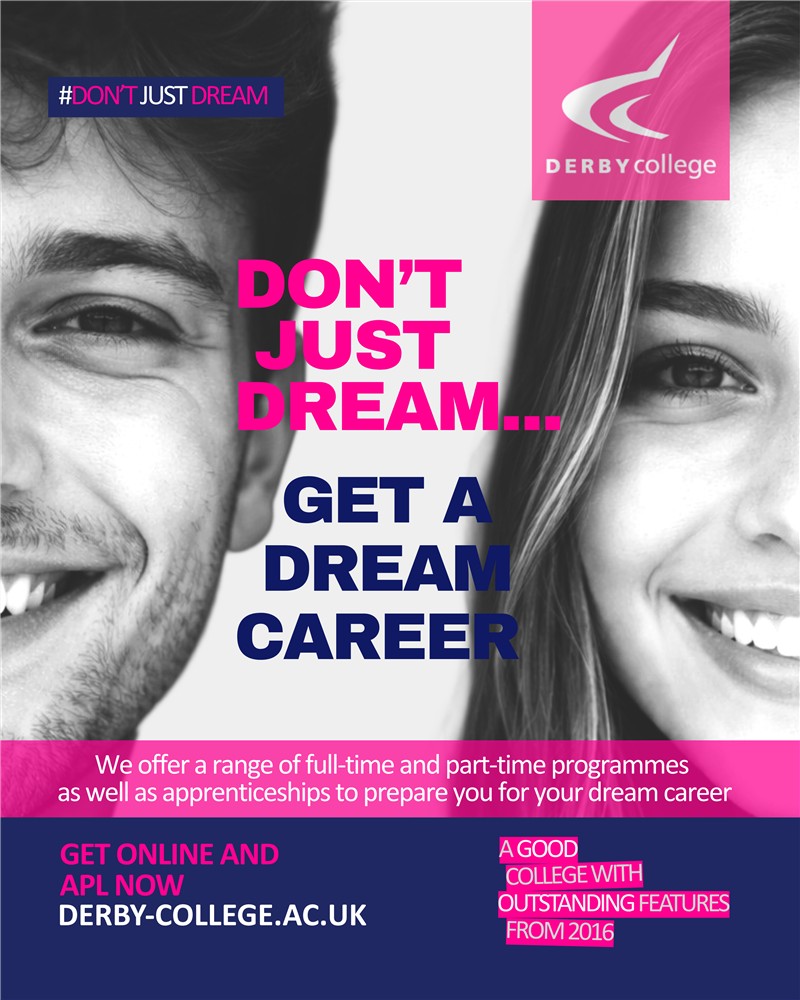 #DON'T JUST DREAM
DERBY college
DON'T
JUST
DREAM...
GET A
DREAM
CAREER
We offer a range of full-time and part-time programmes
as well as apprenticeships to prepare you for your dream career
GET ONLINE AND
APL NOW
DERBY-COLLEGE.AC.UK
A GOOD
COLLEGE WITH
OUTSTANDING FEATURES
FROM 2016